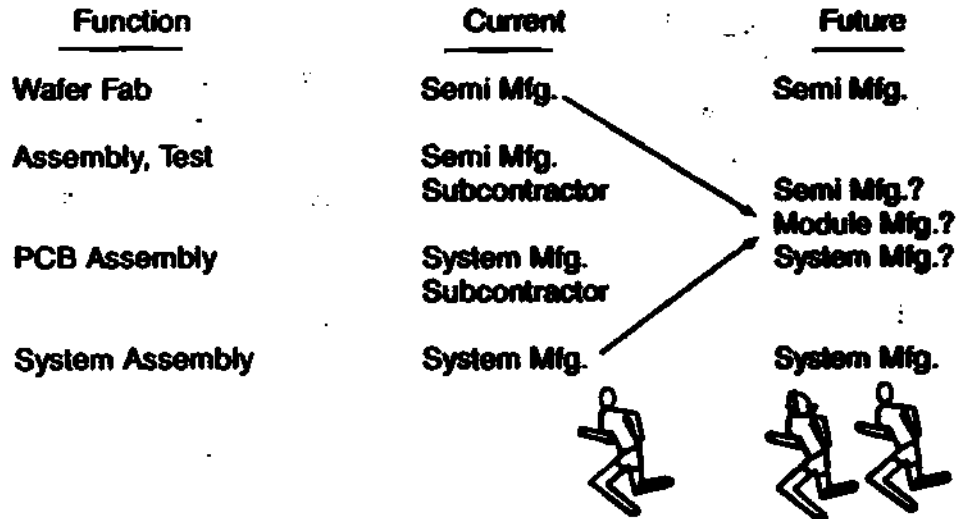 Function Current Future
Wafer Fab Semi Mfg. Semi Mfg.
Assembly, Test Semi Mfg.
Subcontractor Semi Mfg.?
Module Mfg.?
PCB Assembly System Mfg. System Mfg.?
Subcontractor
System Assembly System Mfg. System Mfg.